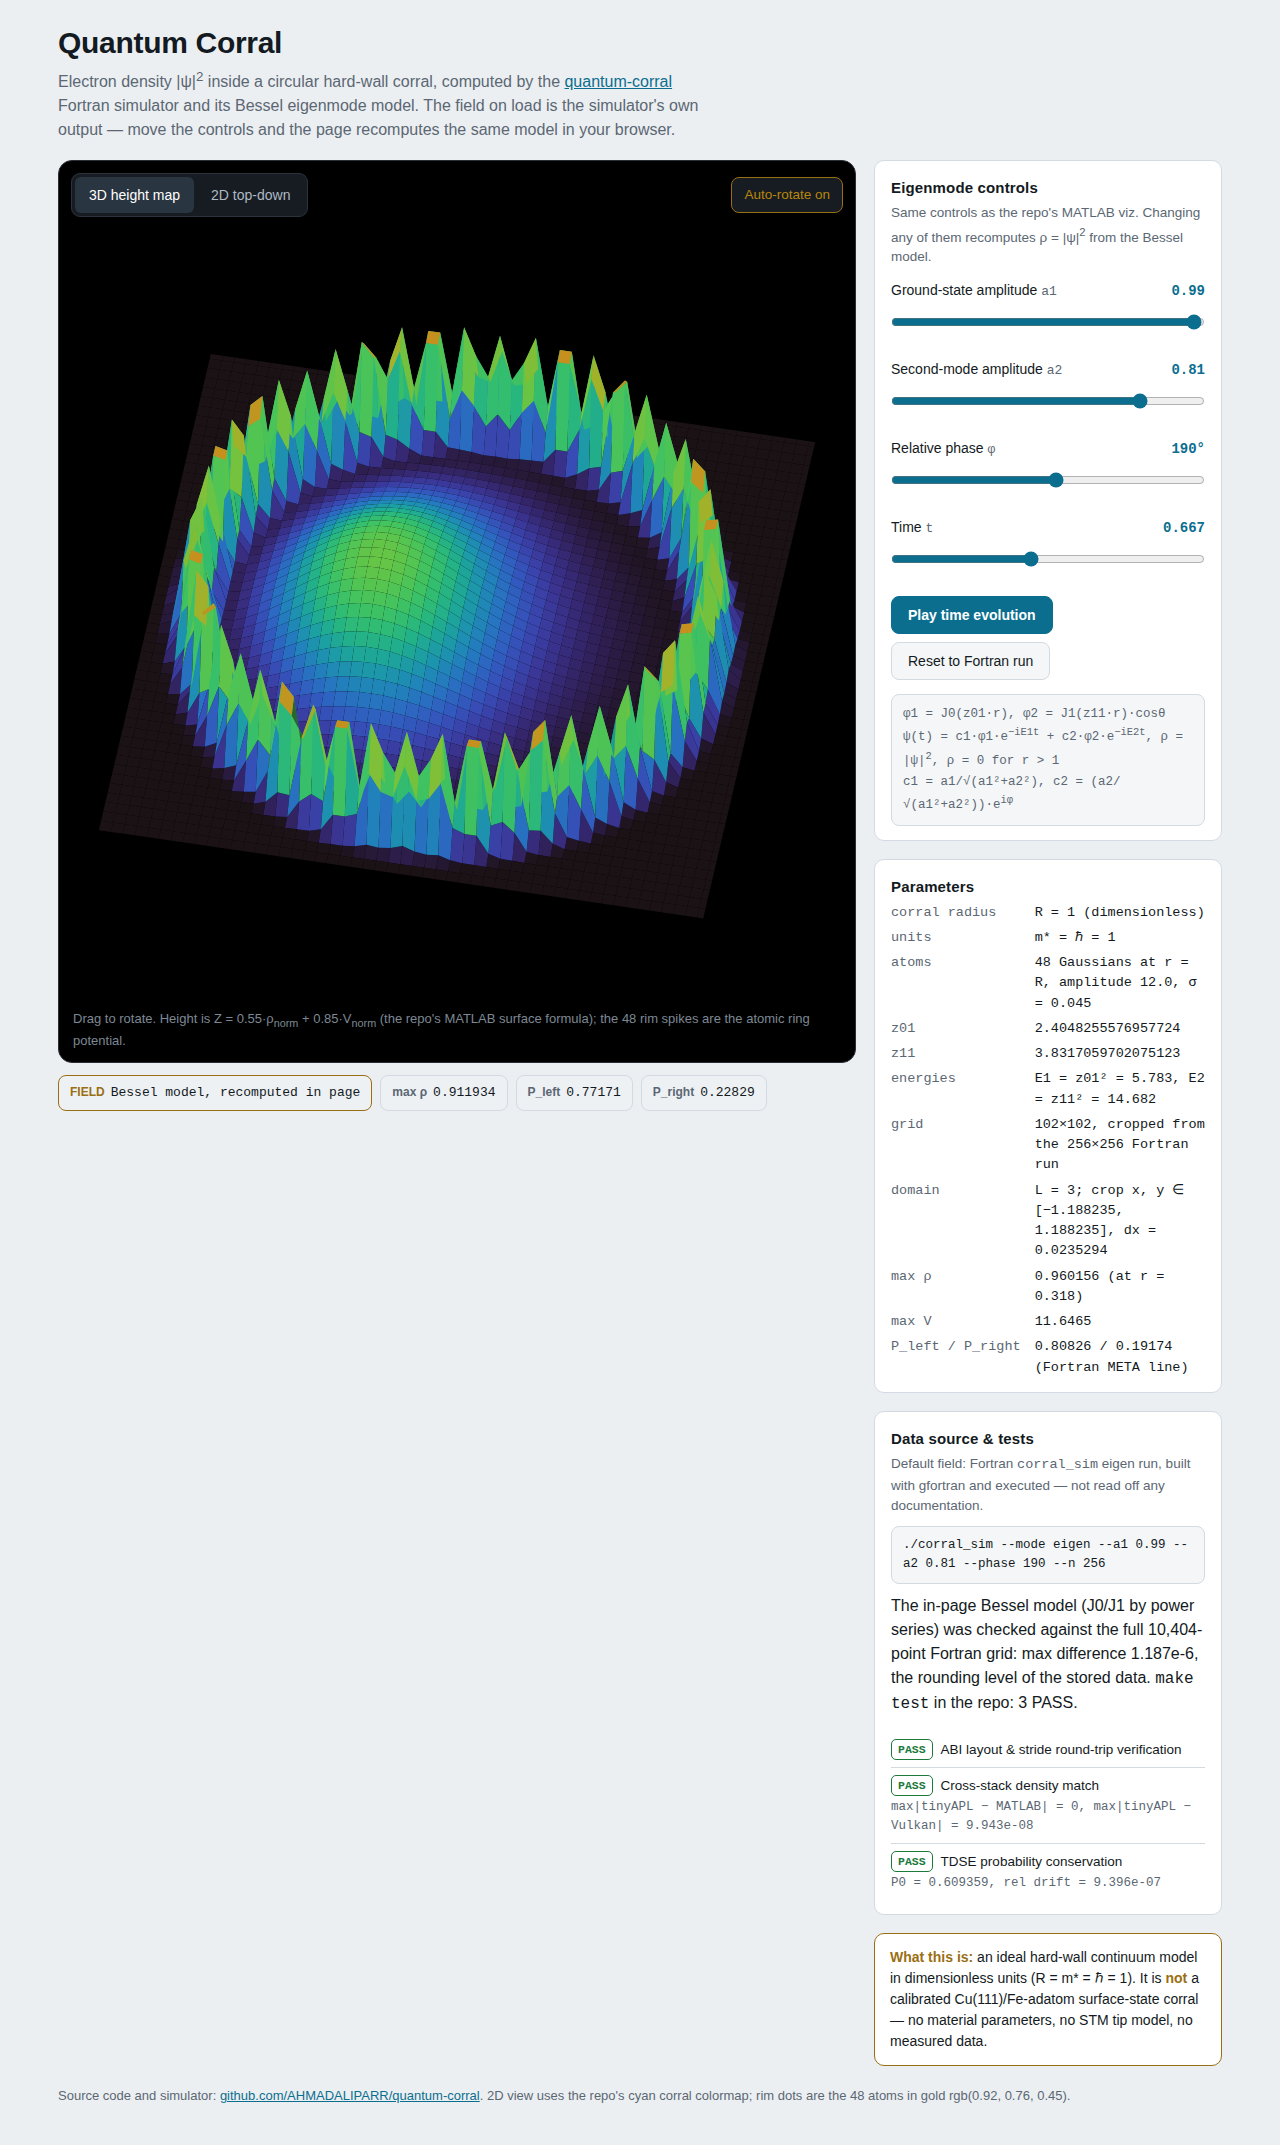 Quantum Corral
Electron density |ψ|2 inside a circular hard-wall corral, computed by the quantum-corral
Fortran simulator and its Bessel eigenmode model. The field on load is the simulator's own
output — move the controls and the page recomputes the same model in your browser.
3D height map
2D top-down
Auto-rotate on
Drag to rotate. Height is Z = 0.55·ρnorm + 0.85·Vnorm (the repo's MATLAB surface formula); the 48 rim spikes are the atomic ring
potential.
FIELD Bessel model, recomputed in page
max ρ 0.911934
P_left 0.77171
P_right 0.22829
Eigenmode controls
Same controls as the repo's MATLAB viz. Changing
any of them recomputes ρ = |ψ|2 from the Bessel
model.
Ground-state amplitude a1 0.99
Second-mode amplitude a2 0.81
Relative phase φ 190°
Time t 0.667
Play time evolution
Reset to Fortran run
φ1 = J0(z01·r), φ2 = J1(z11·r)·cosθ
ψ(t) = c1·φ1·e−iE1t + c2·φ2·e−iE2t, ρ =
|ψ|2, ρ = 0 for r > 1
c1 = a1/√(a1²+a2²), c2 = (a2/
√(a1²+a2²))·eiφ
Parameters
corral radius R = 1 (dimensionless)
units m* = ℏ = 1
atoms 48 Gaussians at r =
R, amplitude 12.0, σ
= 0.045
z01 2.4048255576957724
z11 3.8317059702075123
energies E1 = z01² = 5.783, E2
= z11² = 14.682
grid 102×102, cropped from
the 256×256 Fortran
run
domain L = 3; crop x, y ∈
[−1.188235,
1.188235], dx =
0.0235294
max ρ 0.960156 (at r =
0.318)
max V 11.6465
P_left / P_right 0.80826 / 0.19174
(Fortran META line)
Data source & tests
Default field: Fortran corral_sim eigen run, built
with gfortran and executed — not read off any
documentation.
./corral_sim --mode eigen --a1 0.99 --
a2 0.81 --phase 190 --n 256
The in-page Bessel model (J0/J1 by power
series) was checked against the full 10,404-
point Fortran grid: max difference 1.187e-6,
the rounding level of the stored data. make
test in the repo: 3 PASS.
PASS ABI layout & stride round-trip verification
PASS Cross-stack density match
max|tinyAPL − MATLAB| = 0, max|tinyAPL −
Vulkan| = 9.943e-08
PASS TDSE probability conservation
P0 = 0.609359, rel drift = 9.396e-07
What this is: an ideal hard-wall continuum model
in dimensionless units (R = m* = ℏ = 1). It is not a
calibrated Cu(111)/Fe-adatom surface-state corral
— no material parameters, no STM tip model, no
measured data.
Source code and simulator: github.com/AHMADALIPARR/quantum-corral. 2D view uses the repo's cyan corral colormap; rim dots are the 48 atoms in gold rgb(0.92, 0.76, 0.45).